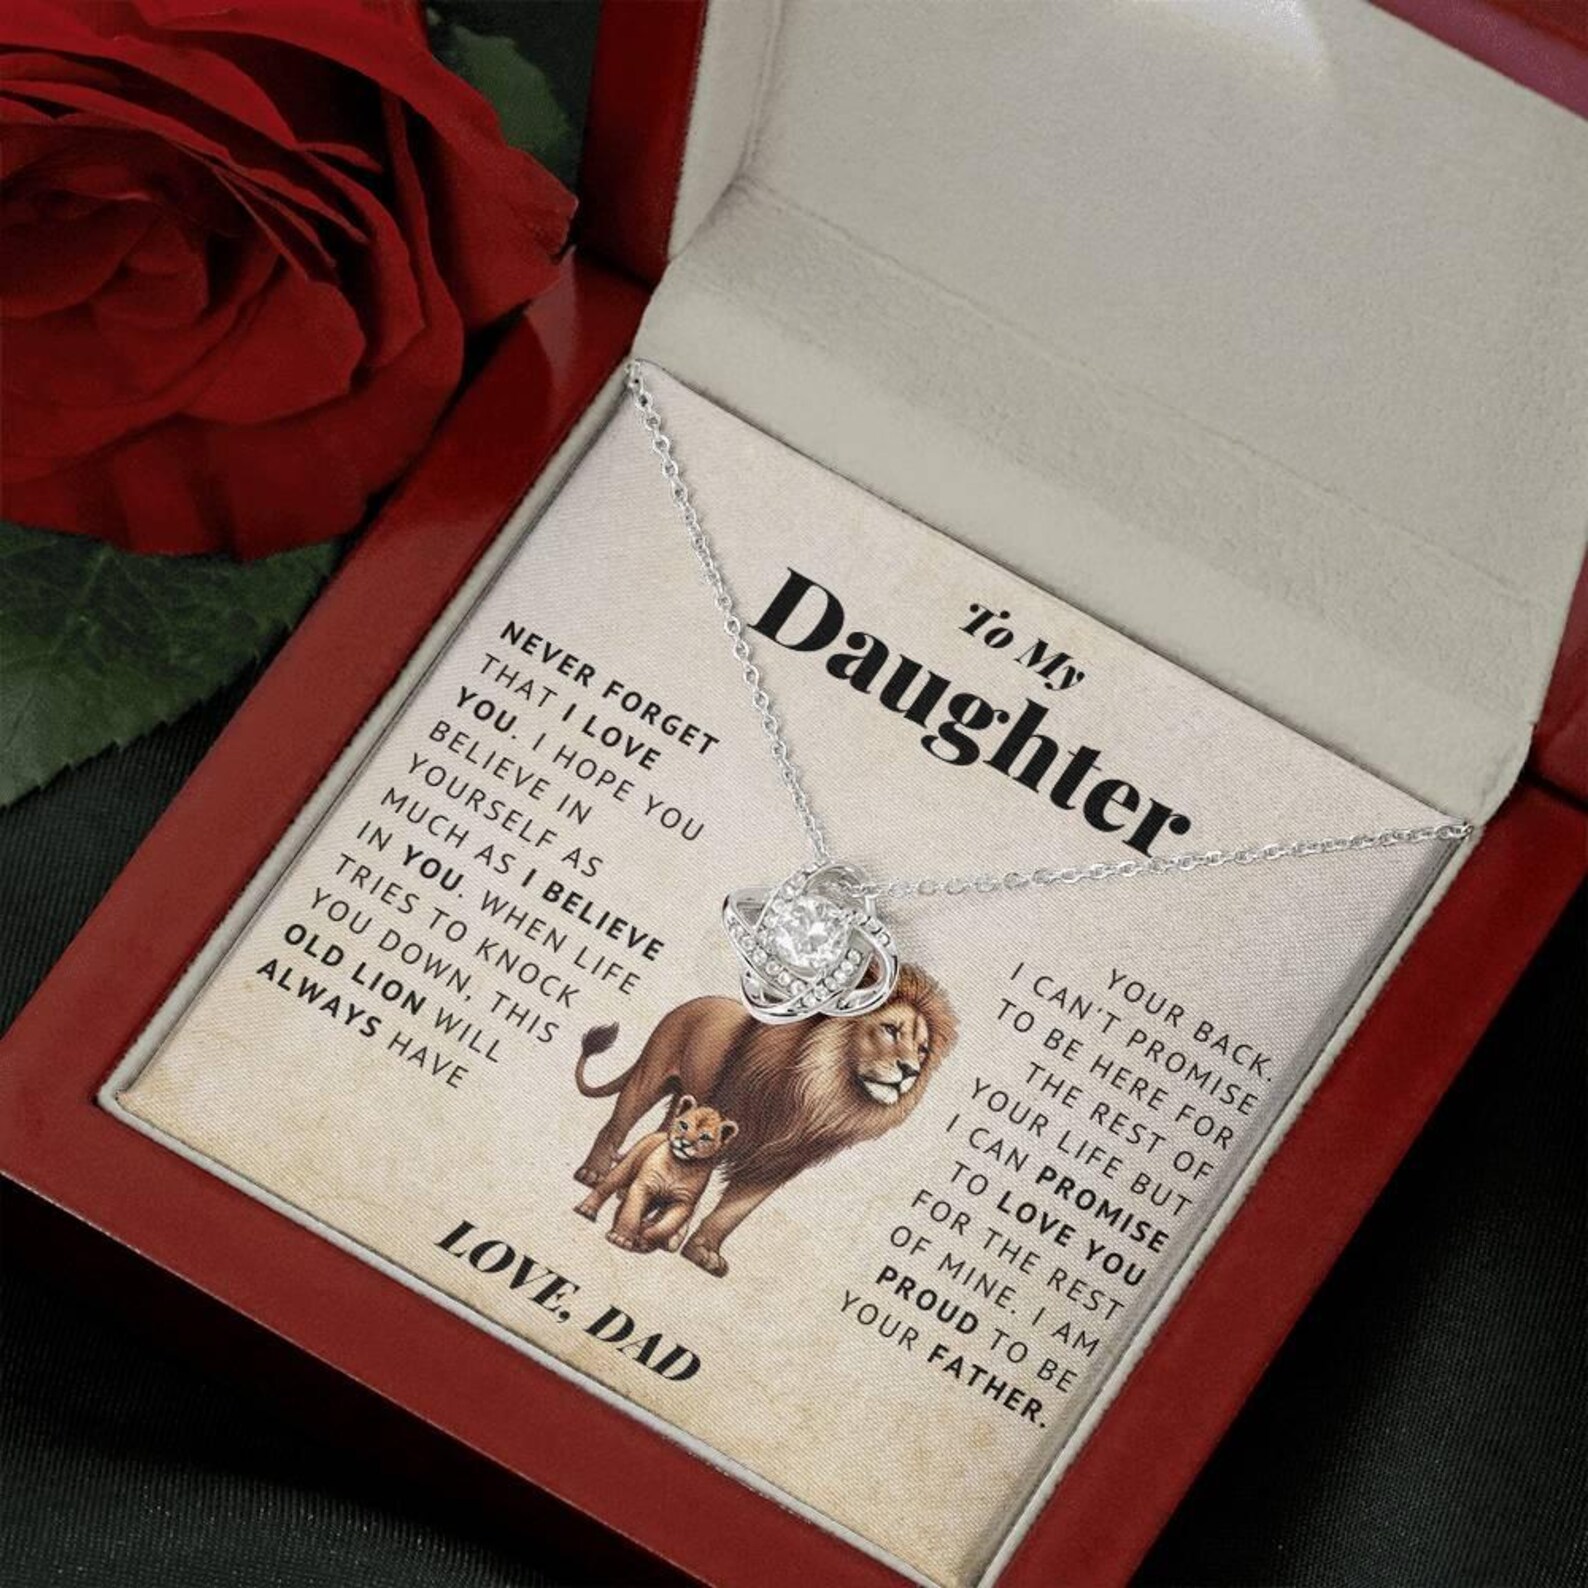 To My
Daughter
NEVER FORGET
THAT I LOVE
YOU. I HOPE YOU
BELIEVE IN
YOURSELF AS
MUCH AS I BELIEVE
IN YOU. WHEN LIFE
TRIES TO KNOCK
YOU DOWN, THIS
OLD LION WILL
ALWAYS HAVE
YOUR BACK.
I CAN'T PROMISE
TO BE HERE FOR
THE REST OF
YOUR LIFE BUT
I CAN PROMISE
TO LOVE YOU
FOR THE REST
OF MINE. I AM
PROUD TO BE
YOUR FATHER.
LOVE, DAD